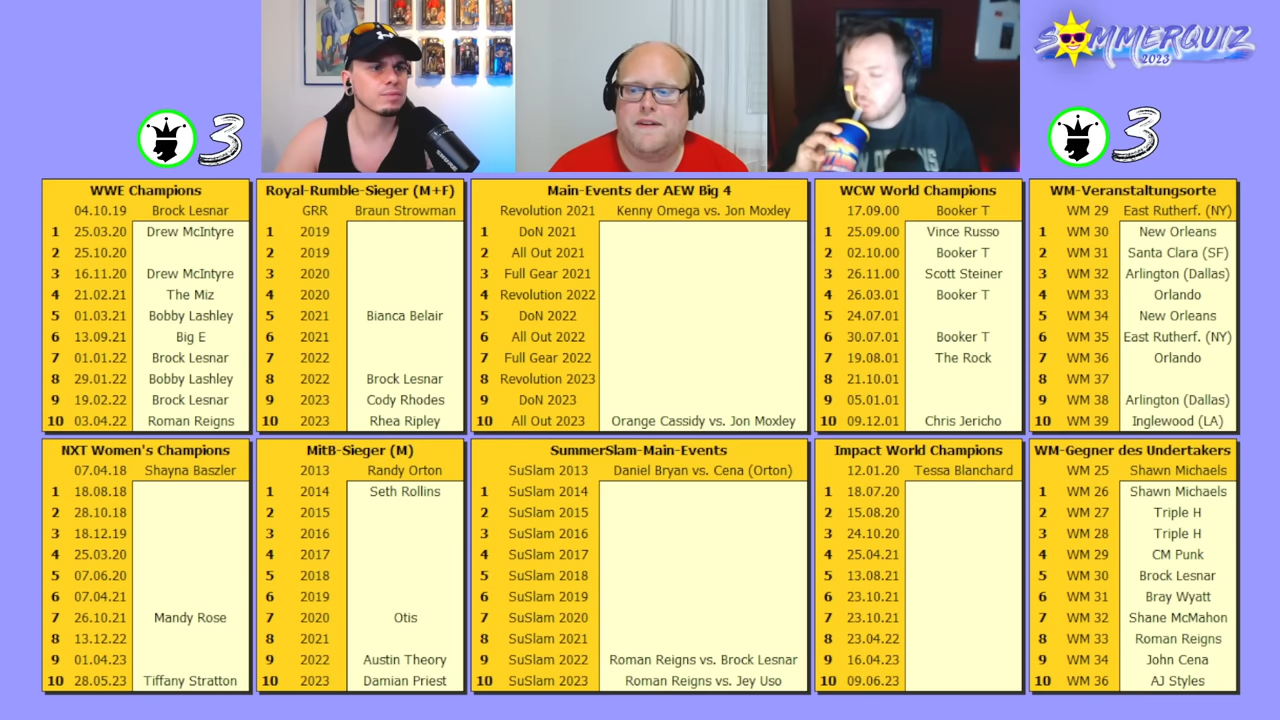 SOMMERQUIZ
2023
3
3
WWE Champions
04.10.19 Brock Lesnar
1 25.03.20 Drew McIntyre
2 25.10.20
3 16.11.20 Drew McIntyre
4 21.02.21 The Miz
5 01.03.21 Bobby Lashley
6 13.09.21 Big E
7 01.01.22 Brock Lesnar
8 29.01.22 Bobby Lashley
9 19.02.22 Brock Lesnar
10 03.04.22 Roman Reigns
Royal-Rumble-Sieger (M+F)
GRR Braun Strowman
1 2019
2 2019
3 2020
4 2020
5 2021 Bianca Belair
6 2021
7 2022
8 2022 Brock Lesnar
9 2023 Cody Rhodes
10 2023 Rhea Ripley
Main-Events der AEW Big 4
Revolution 2021 Kenny Omega vs. Jon Moxley
1 DoN 2021
2 All Out 2021
3 Full Gear 2021
4 Revolution 2022
5 DoN 2022
6 All Out 2022
7 Full Gear 2022
8 Revolution 2023
9 DoN 2023
10 All Out 2023 Orange Cassidy vs. Jon Moxley
WCW World Champions
17.09.00 Booker T
1 25.09.00 Vince Russo
2 02.10.00 Booker T
3 26.11.00 Scott Steiner
4 26.03.01 Booker T
5 24.07.01
6 30.07.01 Booker T
7 19.08.01 The Rock
8 21.10.01
9 05.01.01
10 09.12.01 Chris Jericho
WM-Veranstaltungsorte
WM 29 East Rutherf. (NY)
1 WM 30 New Orleans
2 WM 31 Santa Clara (SF)
3 WM 32 Arlington (Dallas)
4 WM 33 Orlando
5 WM 34 New Orleans
6 WM 35 East Rutherf. (NY)
7 WM 36 Orlando
8 WM 37
9 WM 38 Arlington (Dallas)
10 WM 39 Inglewood (LA)
NXT Women's Champions
07.04.18 Shayna Baszler
1 18.08.18
2 28.10.18
3 18.12.19
4 25.03.20
5 07.06.20
6 07.04.21
7 26.10.21 Mandy Rose
8 13.12.22
9 01.04.23
10 28.05.23 Tiffany Stratton
MitB-Sieger (M)
2013 Randy Orton
1 2014 Seth Rollins
2 2015
3 2016
4 2017
5 2018
6 2019
7 2020 Otis
8 2021
9 2022 Austin Theory
10 2023 Damian Priest
SummerSlam-Main-Events
SuSlam 2013 Daniel Bryan vs. Cena (Orton)
1 SuSlam 2014
2 SuSlam 2015
3 SuSlam 2016
4 SuSlam 2017
5 SuSlam 2018
6 SuSlam 2019
7 SuSlam 2020
8 SuSlam 2021
9 SuSlam 2022 Roman Reigns vs. Brock Lesnar
10 SuSlam 2023 Roman Reigns vs. Jey Uso
Impact World Champions
12.01.20 Tessa Blanchard
1 18.07.20
2 15.08.20
3 24.10.20
4 25.04.21
5 13.08.21
6 23.10.21
7 23.10.21
8 23.04.22
9 16.04.23
10 09.06.23
WM-Gegner des Undertakers
WM 25 Shawn Michaels
1 WM 26 Shawn Michaels
2 WM 27 Triple H
3 WM 28 Triple H
4 WM 29 CM Punk
5 WM 30 Brock Lesnar
6 WM 31 Bray Wyatt
7 WM 32 Shane McMahon
8 WM 33 Roman Reigns
9 WM 34 John Cena
10 WM 36 AJ Styles